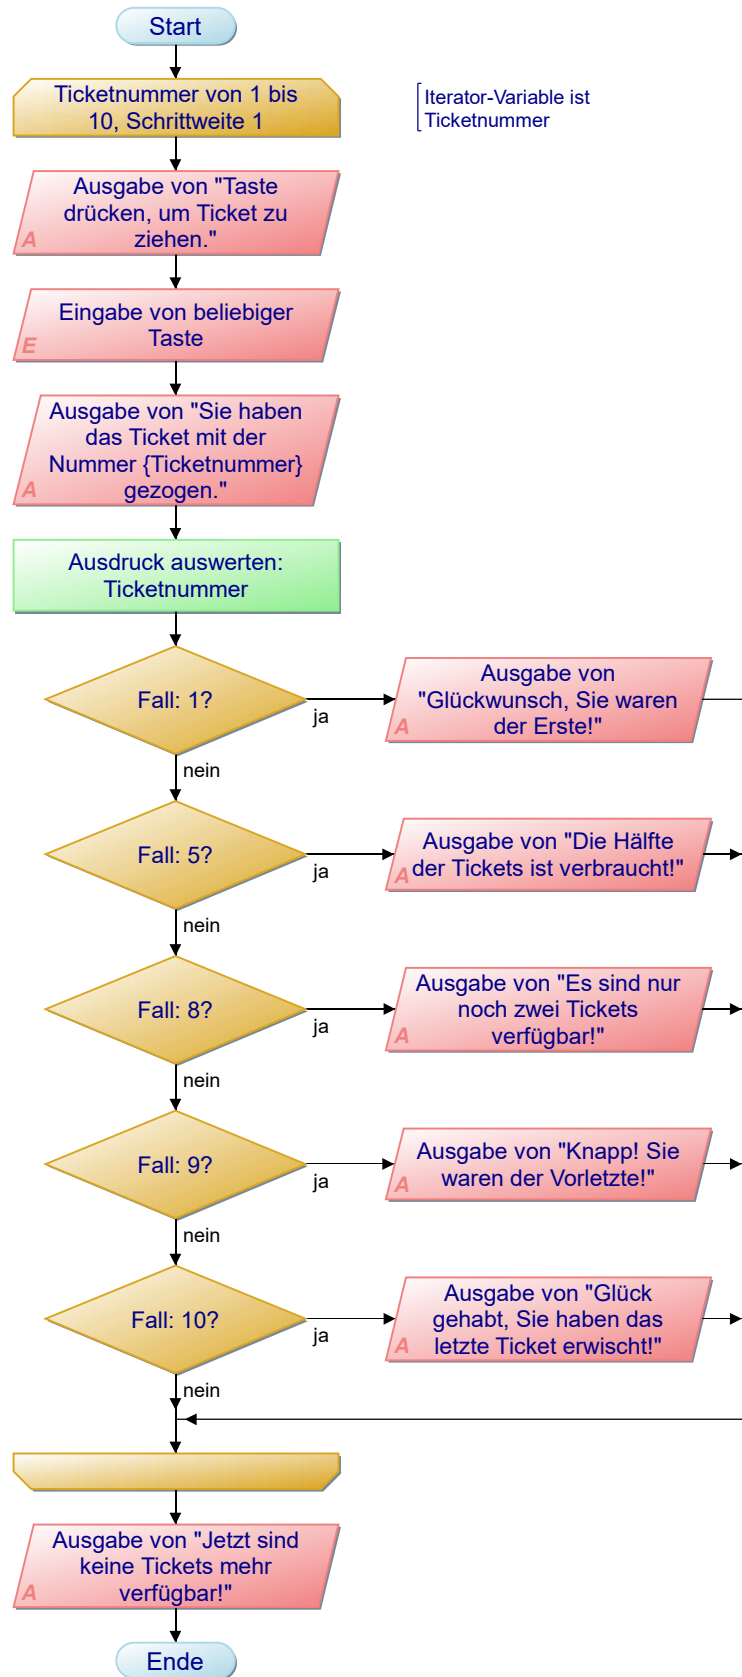 Start
Ticketnummer von 1 bis
10, Schrittweite 1
Iterator-Variable ist
Ticketnummer
Ausgabe von "Taste
drücken, um Ticket zu
ziehen."
A
Eingabe von beliebiger
Taste
E
Ausgabe von "Sie haben
das Ticket mit der
Nummer {Ticketnummer}
gezogen."
A
Ausdruck auswerten:
Ticketnummer
Fall: 1?
ja
Ausgabe von
"Glückwunsch, Sie waren
der Erste!"
A
nein
Fall: 5?
ja
Ausgabe von "Die Hälfte
der Tickets ist verbraucht!"
A
nein
Fall: 8?
ja
Ausgabe von "Es sind nur
noch zwei Tickets
verfügbar!"
A
nein
Fall: 9?
ja
Ausgabe von "Knapp! Sie
waren der Vorletzte!"
A
nein
Fall: 10?
ja
Ausgabe von "Glück
gehabt, Sie haben das
letzte Ticket erwischt!"
A
nein
Ausgabe von "Jetzt sind
keine Tickets mehr
verfügbar!"
A
Ende